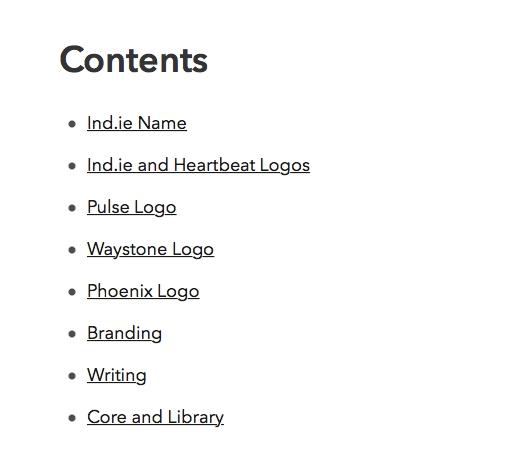 Contents
Ind.ie Name
Ind.ie and Heartbeat Logos
Pulse Logo
Waystone Logo
Phoenix Logo
Branding
Writing
Core and Library